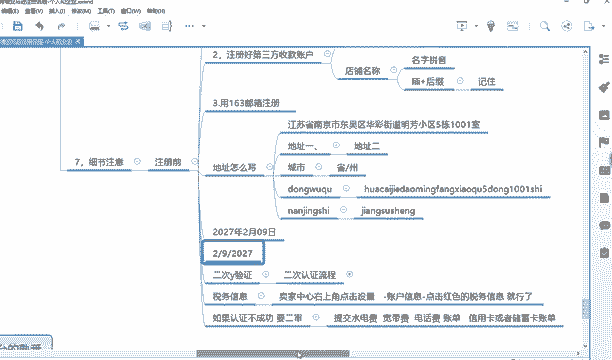 2、注册好第三方收款账户
店铺名称
名字拼音
后缀
记住
3.用163邮箱注册
7、细节注意
注册前
地址怎么写
江苏省南京市东吴区华彩街道明芳小区5栋1001室
地址一、
地址二
城市
省/州
dongwuqu
huacaijiedaomingfangxiaoqu5dong1001shi
nanjingshi
jiangsusheng
2027年2月09日
2/9/2027
二次y验证
二次认证流程
税务信息
卖家中心右上角点击设置 -账户信息-点击红色的税务信息 就行了
如果认证不成功 要二审
提交水电费 宽带费 电话费 账单 信用卡或者储蓄卡账单